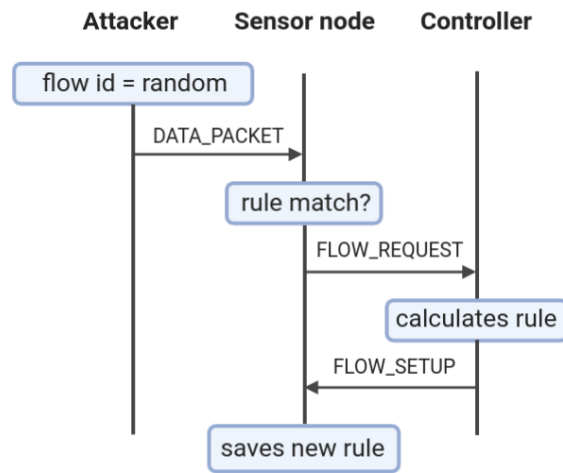 Attacker Sensor node Controller
flow id = random
DATA_PACKET
rule match?
FLOW_REQUEST
calculates rule
FLOW_SETUP
saves new rule